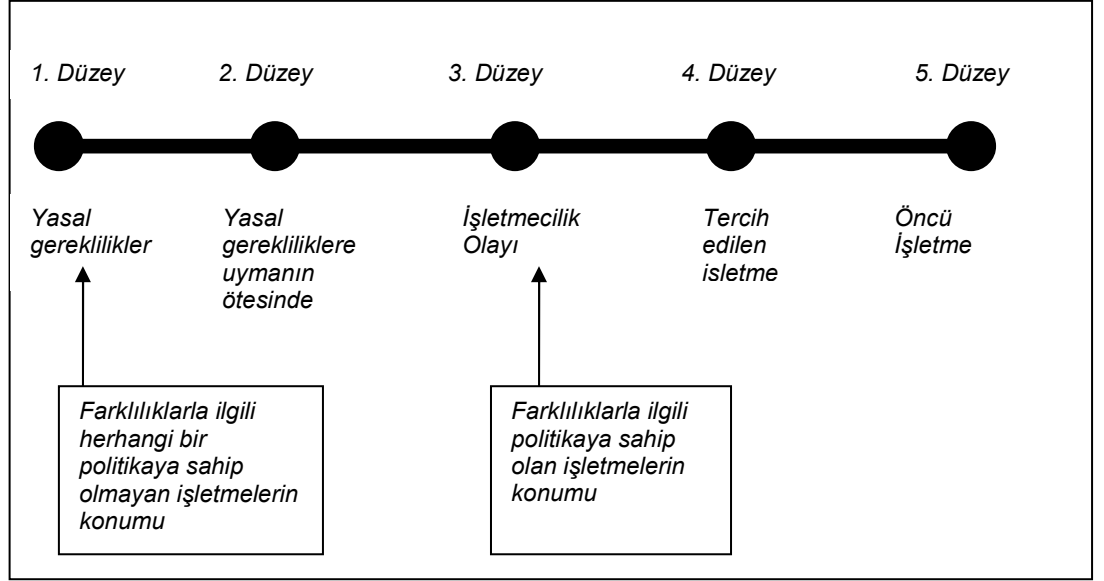 1. Düzey
2. Düzey
3. Düzey
4. Düzey
5. Düzey
Yasal
gereklilikler
Yasal
gerekliliklere
uymanın
ötesinde
İşletmecilik
Olayı
Tercih
edilen
isletme
Öncü
İşletme
Farklılıklarla ilgili
herhangi bir
politikaya sahip
olmayan işletmelerin
konumu
Farklılıklarla ilgili
politikaya sahip
olan işletmelerin
konumu